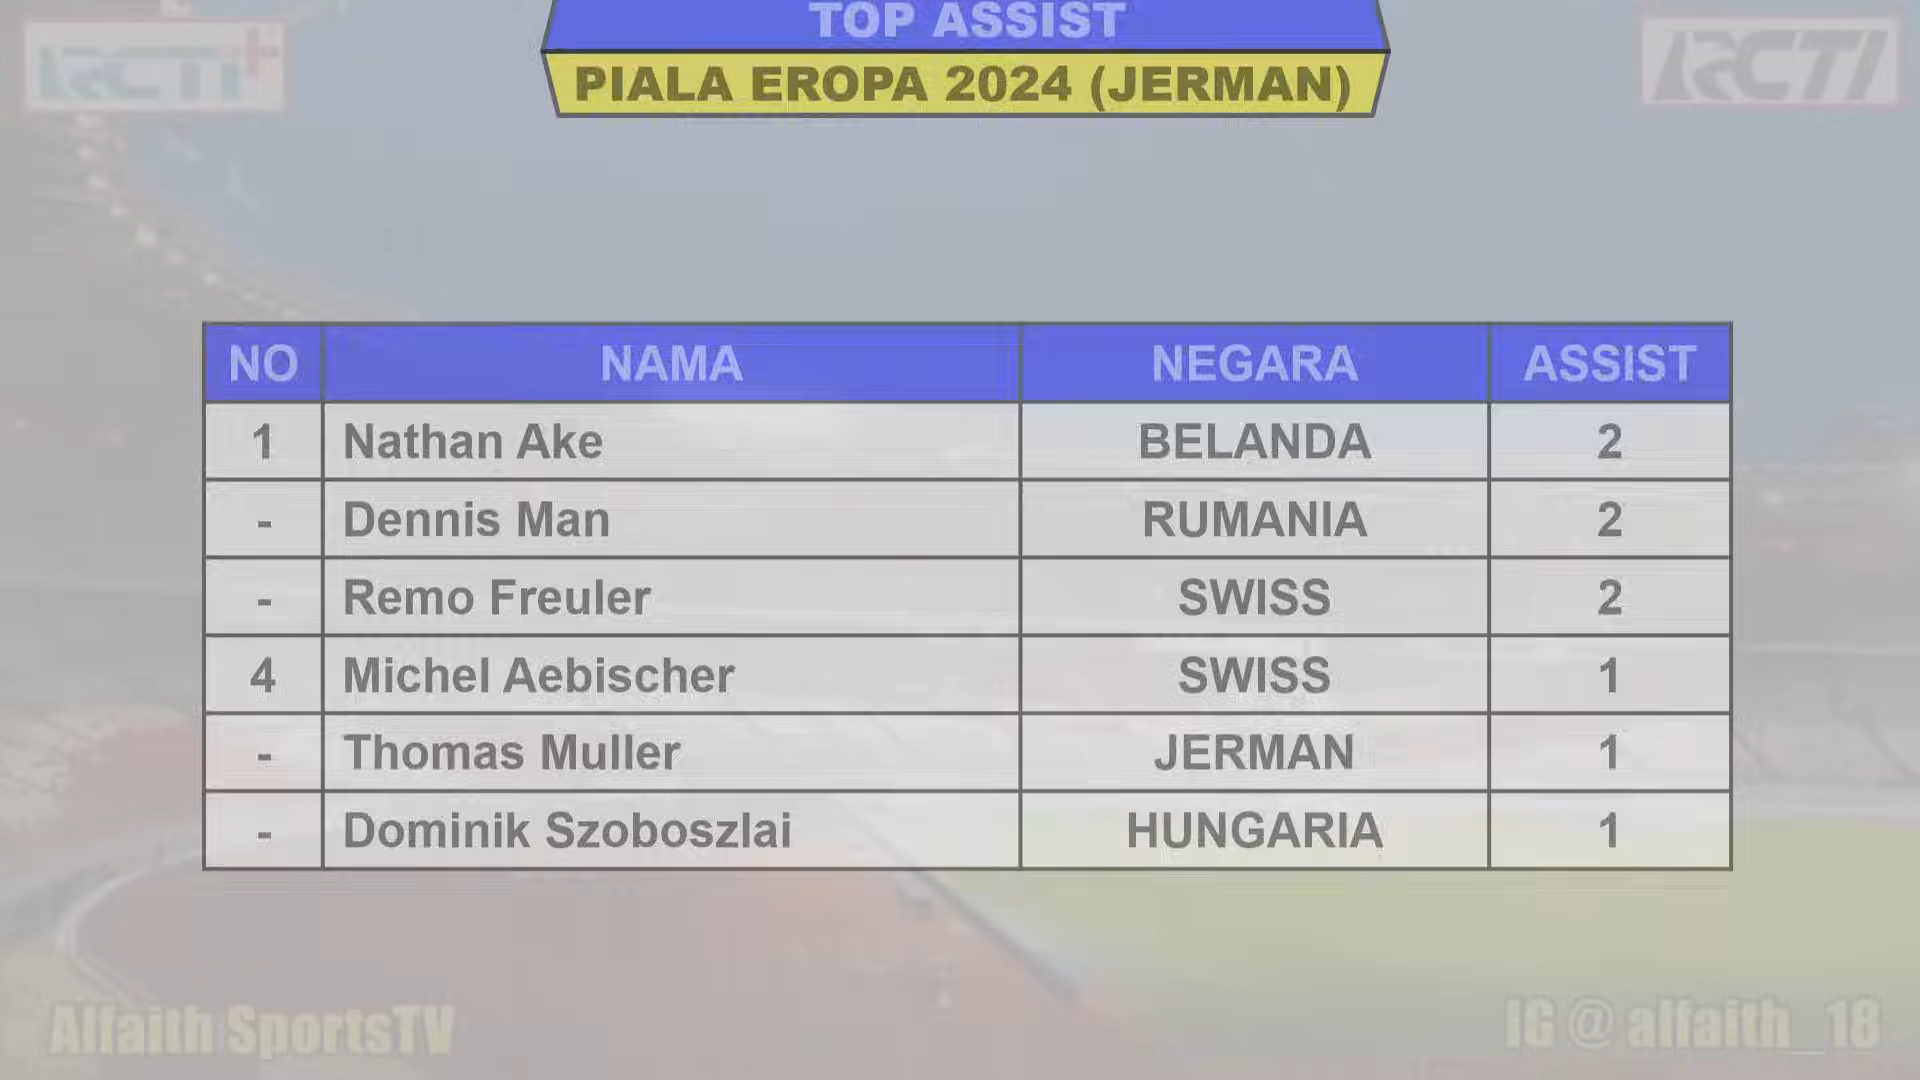 TOP ASSIST
PIALA EROPA 2024 (JERMAN)
RCTI+
RCTI
NO NAMA NEGARA ASSIST
1 Nathan Ake BELANDA 2
- Dennis Man RUMANIA 2
- Remo Freuler SWISS 2
4 Michel Aebischer SWISS 1
- Thomas Muller JERMAN 1
- Dominik Szoboszlai HUNGARIA 1
Alfaith SportsTV
IG @ alfaith_18